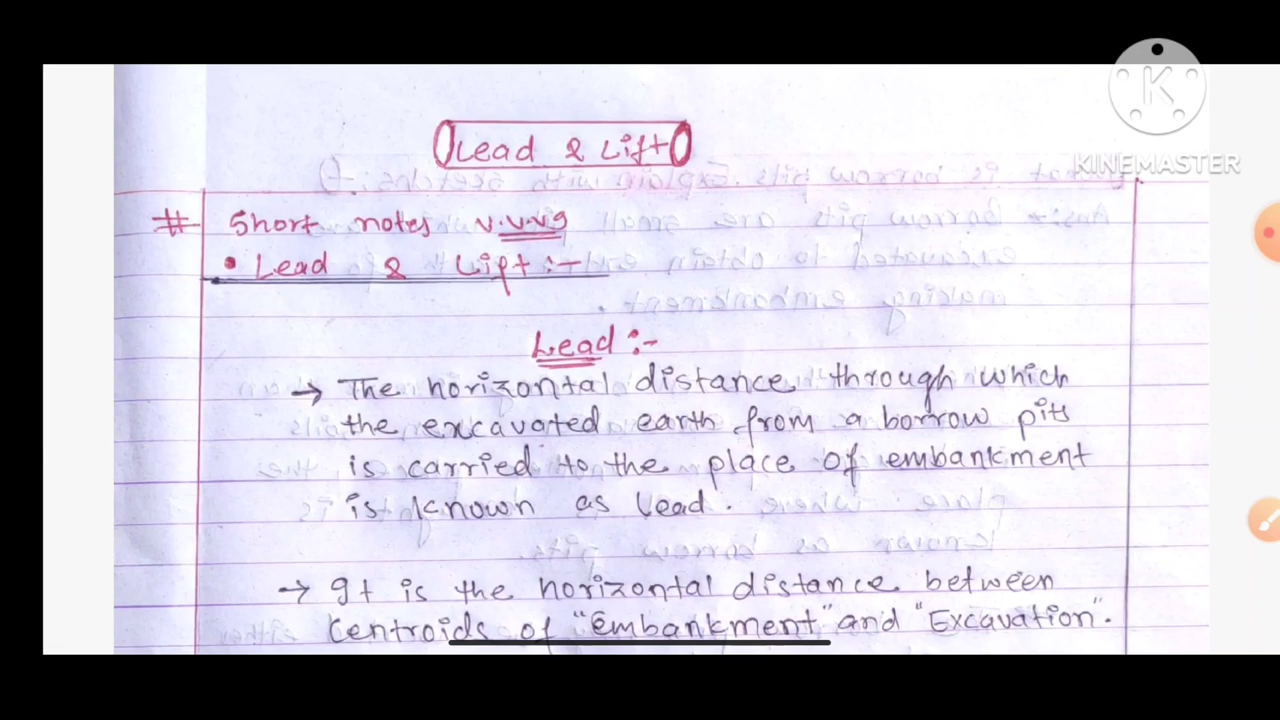 Lead & Lift
KINEMASTER
# Short notes v.v.v.g
• Lead & Lift :-
Lead :-
→ The horizontal distance through which
the excavated earth from a borrow pits
is carried to the place of embankment
is known as Lead.
→ It is the horizontal distance between
Centroids of "Embankment" and "Excavation".